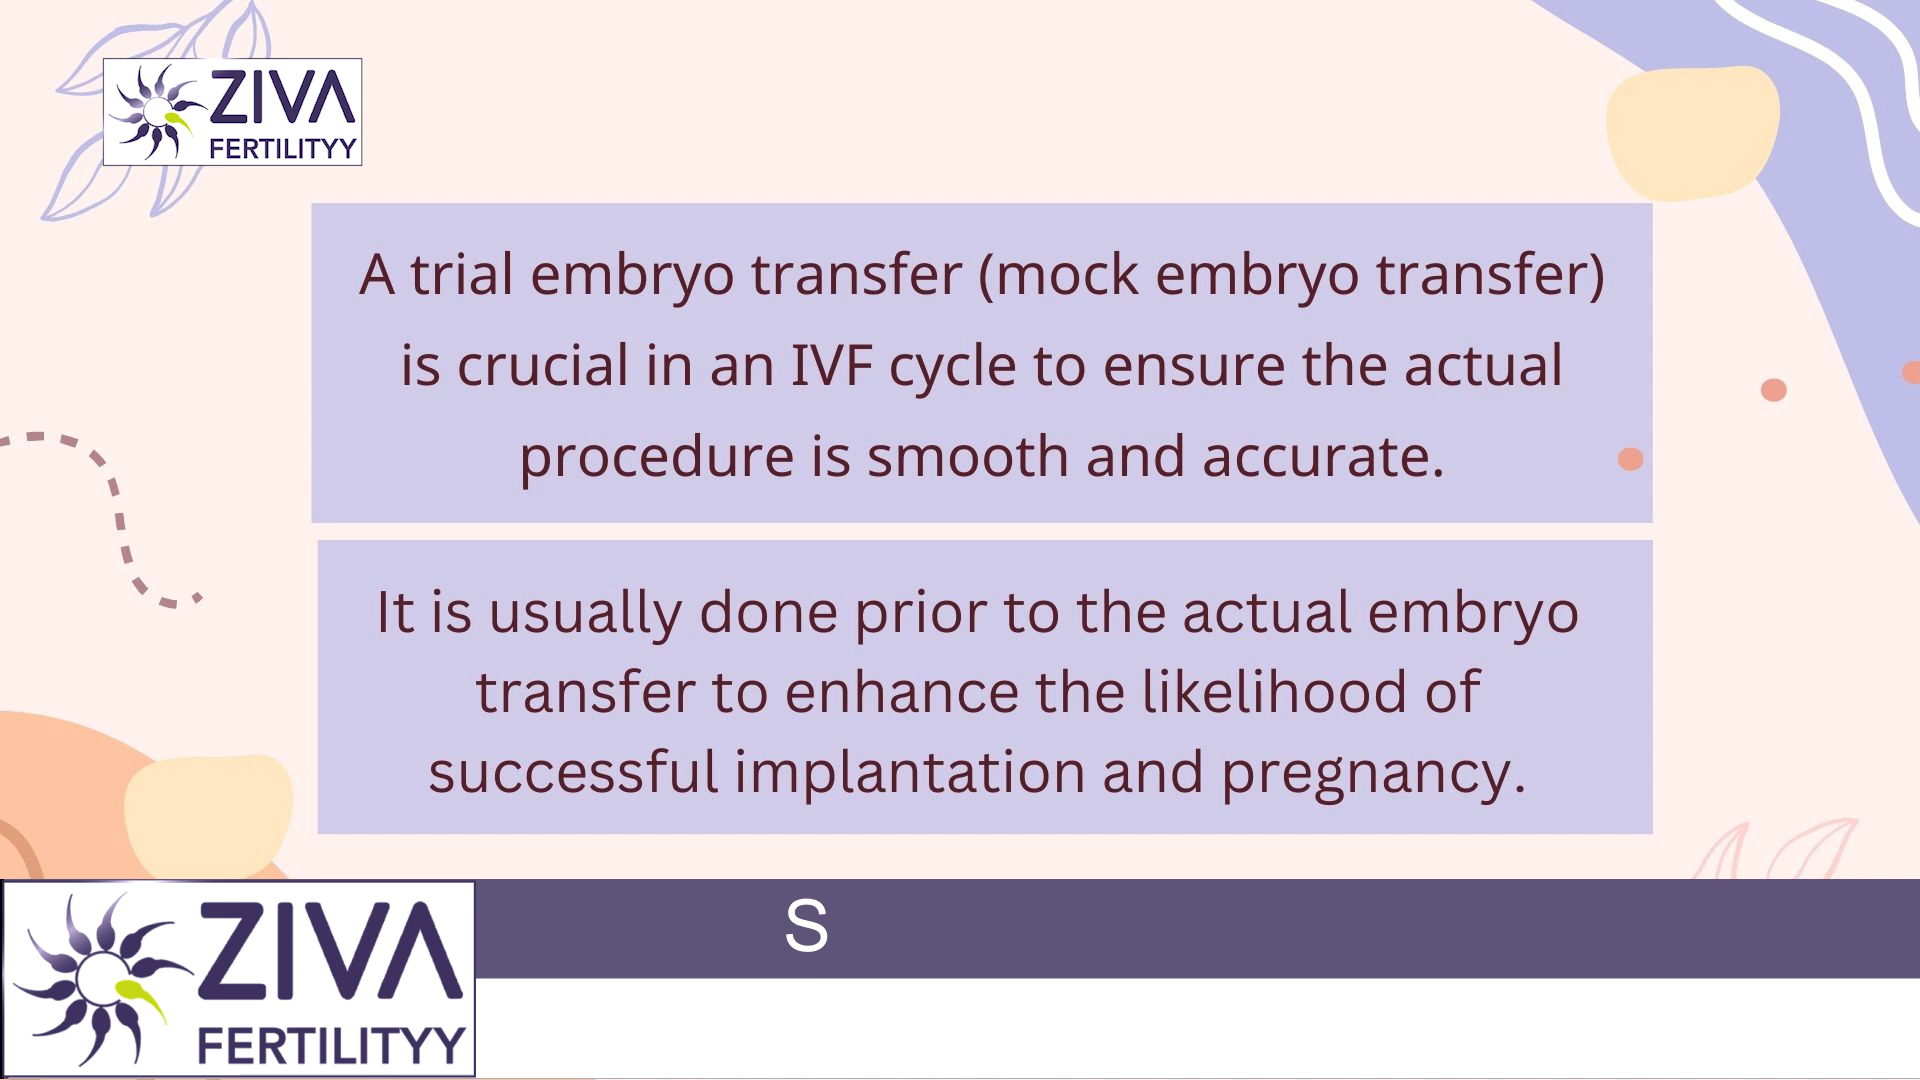 ZIVA
FERTILITYY
A trial embryo transfer (mock embryo transfer)
is crucial in an IVF cycle to ensure the actual
procedure is smooth and accurate.
It is usually done prior to the actual embryo
transfer to enhance the likelihood of
successful implantation and pregnancy.
S
ZIVA
FERTILITYY